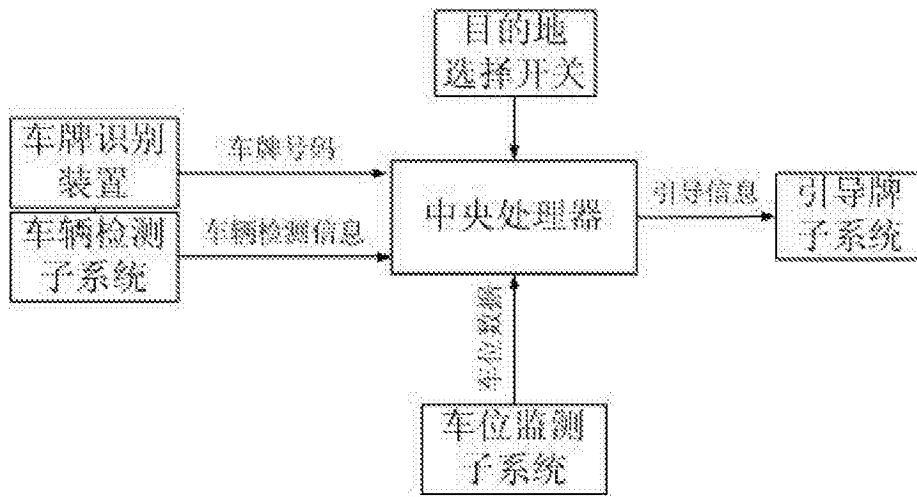 目的地
选择开关
车牌识别
装置
车牌号码
车辆检测
子系统
车辆检测信息
中央处理器
引导信息
引导牌
子系统
车位数据
车位监测
子系统